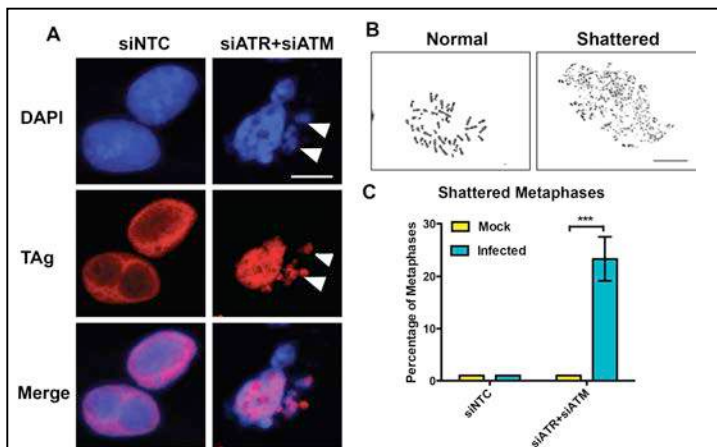 A
siNTC
siATR+siATM
DAPI
TAg
Merge
B
Normal
Shattered
C
Shattered Metaphases
Percentage of Metaphases
30
20
10
0
Mock
Infected
***
siNTC
siATR+siATM